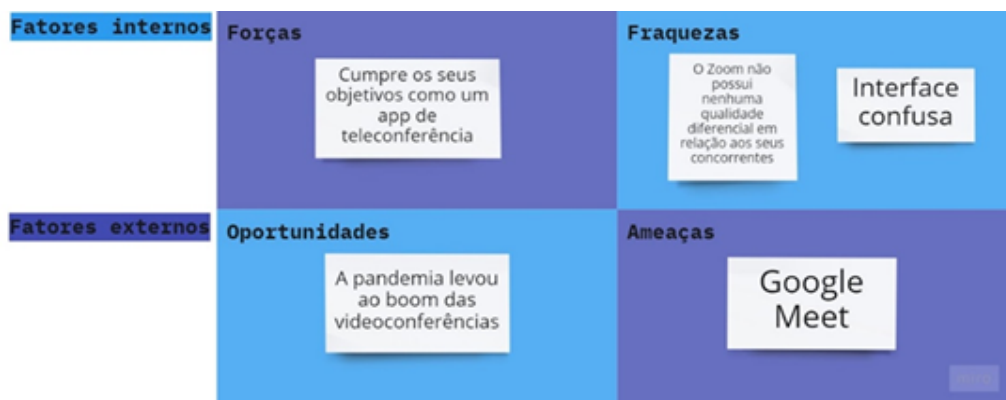 Fatores internos
Forças
Cumpre os seus
objetivos como um
app de
teleconferência
Fraquezas
O Zoom não
possui
nenhuma
qualidade
diferencial em
relação aos seus
concorrentes
Interface
confusa
Fatores externos
Oportunidades
A pandemia levou
ao boom das
videoconferências
Ameaças
Google
Meet
miro